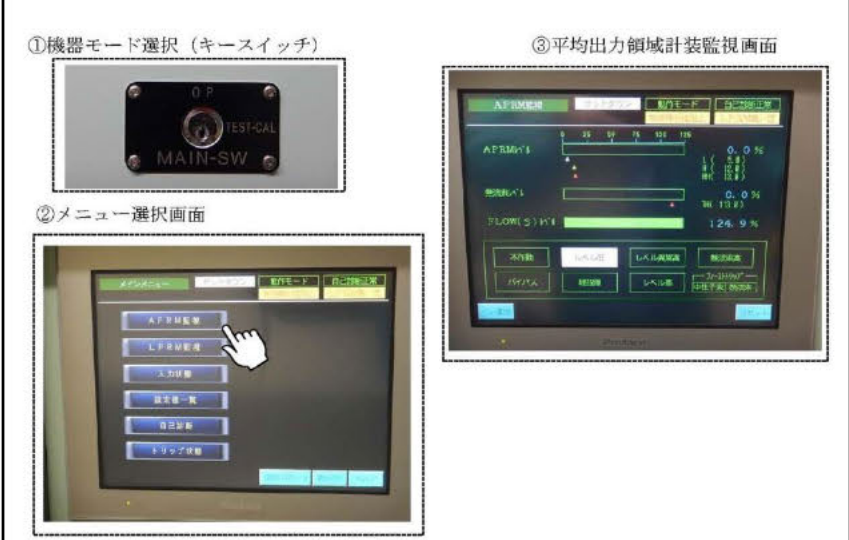 ①機器モード選択（キースイッチ）
OP
TEST-CAL
MAIN-SW
②メニュー選択画面
メインメニュー
動作モード
自己診断正常
APRM監視
LPRM監視
入力状態
設定値一覧
自己診断
トリップ状態
③平均出力領域計装監視画面
APRM監視
動作モード
自己診断正常
0 25 50 75 100 125
APRMレベル
0.0 %
熱流束レベル
0.0 %
FLOW(S)レベル
124.9 %
不作動
レベル低
レベル異常高
熱流束高
バイパス
レベル高